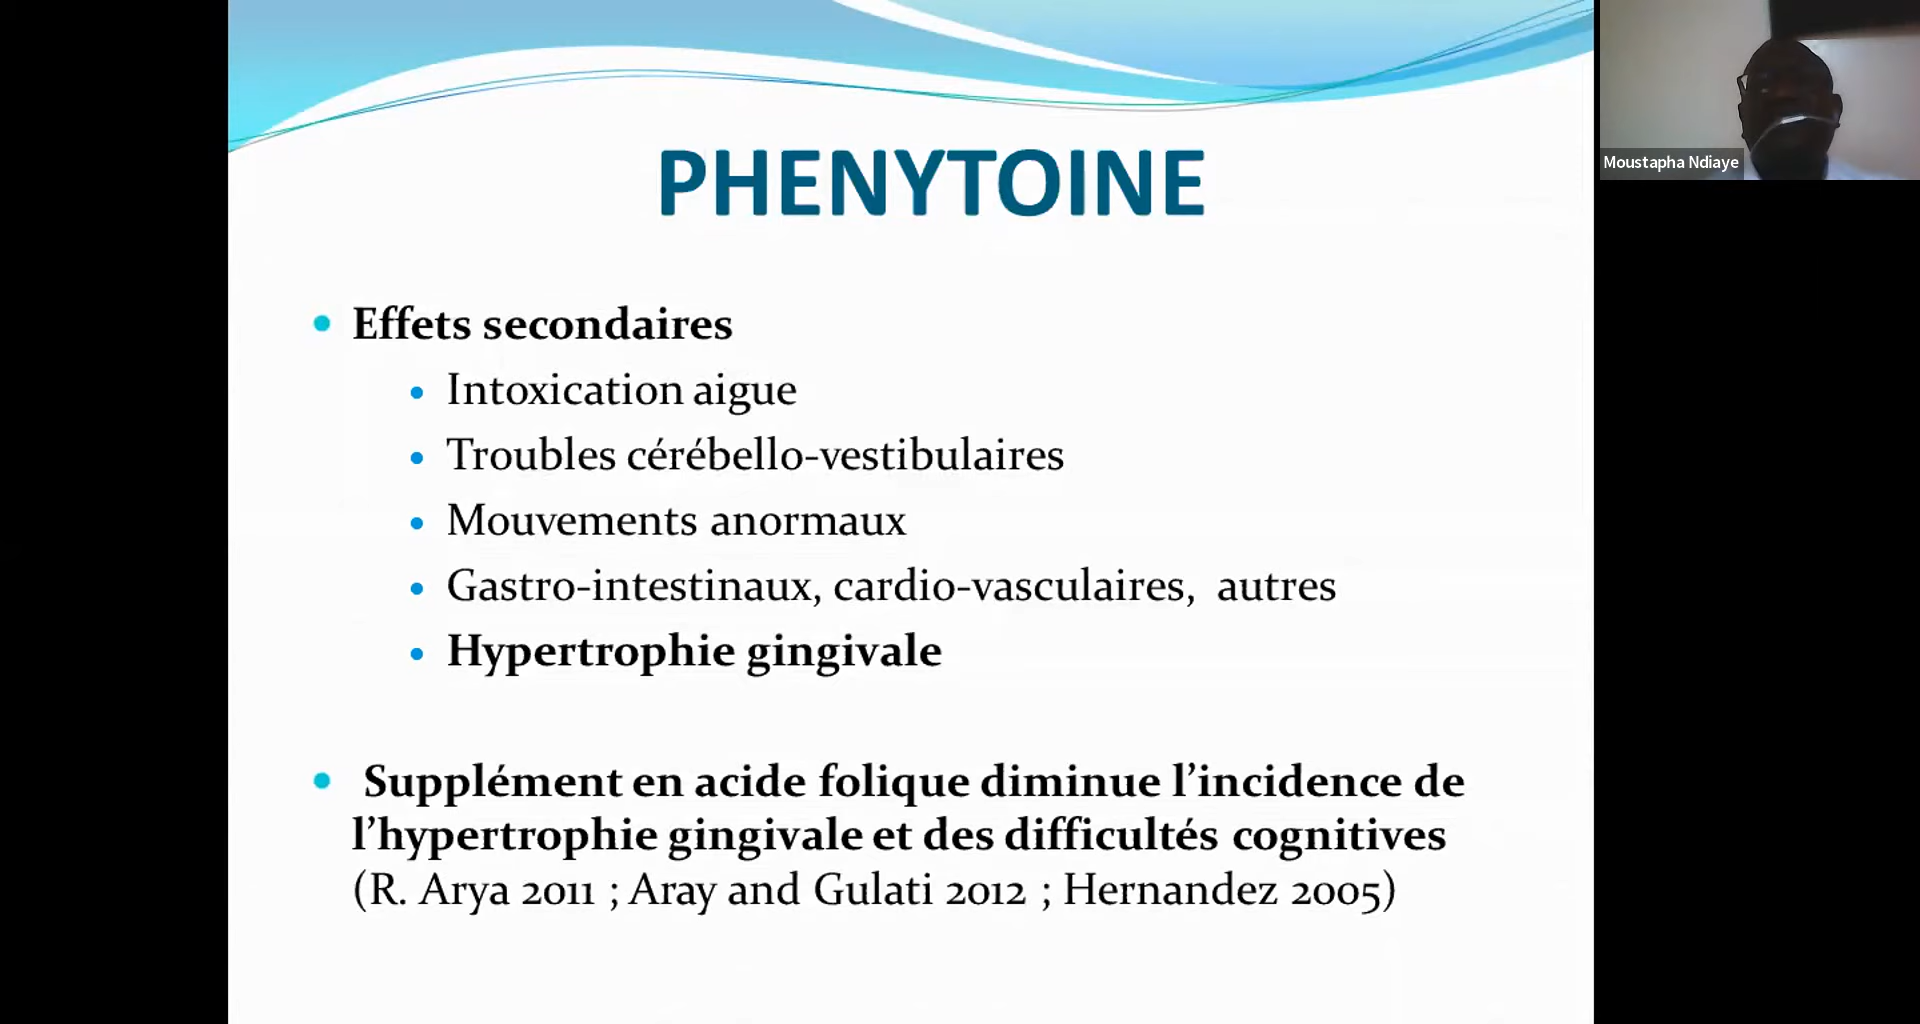 PHENYTOINE
Moustapha Ndiaye
• Effets secondaires
• Intoxication aigue
• Troubles cérébello-vestibulaires
• Mouvements anormaux
• Gastro-intestinaux, cardio-vasculaires, autres
• Hypertrophie gingivale
• Supplément en acide folique diminue l’incidence de
l’hypertrophie gingivale et des difficultés cognitives
(R. Arya 2011 ; Aray and Gulati 2012 ; Hernandez 2005)